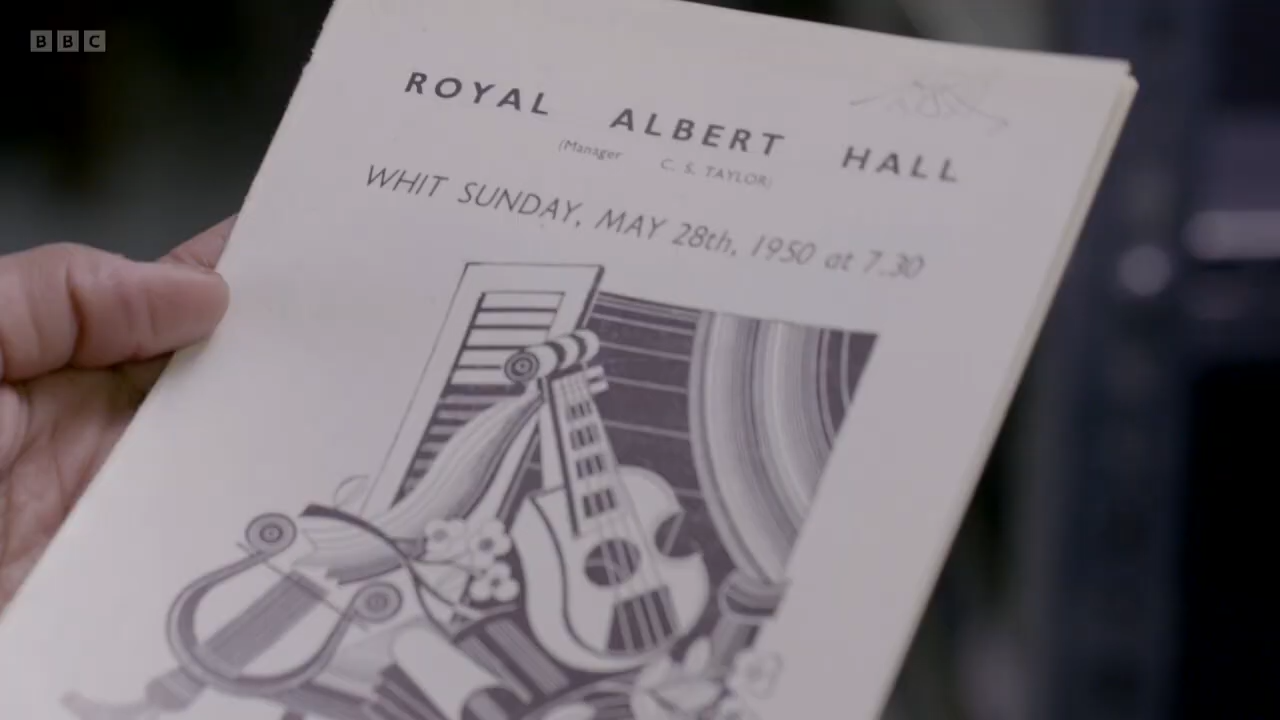 BBC
ROYAL ALBERT HALL
(Manager C. S. TAYLOR)
WHIT SUNDAY, MAY 28th, 1950 at 7.30